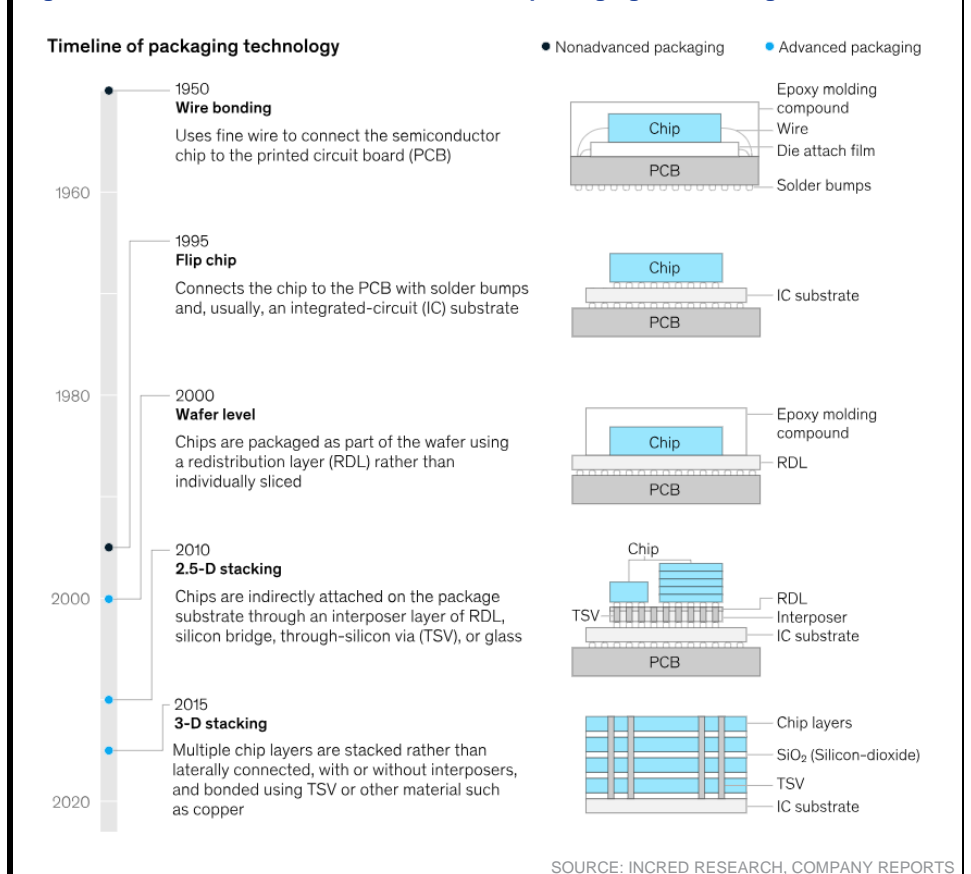 Timeline of packaging technology
Nonadvanced packaging
Advanced packaging
1950
Wire bonding
Uses fine wire to connect the semiconductor
chip to the printed circuit board (PCB)
Epoxy molding
compound
Chip
Wire
Die attach film
PCB
Solder bumps
1960
1995
Flip chip
Connects the chip to the PCB with solder bumps
and, usually, an integrated-circuit (IC) substrate
Chip
IC substrate
PCB
1980
2000
Wafer level
Chips are packaged as part of the wafer using
a redistribution layer (RDL) rather than
individually sliced
Epoxy molding
compound
Chip
RDL
PCB
2010
2.5-D stacking
Chips are indirectly attached on the package
substrate through an interposer layer of RDL,
silicon bridge, through-silicon via (TSV), or glass
2000
Chip
RDL
TSV
Interposer
IC substrate
PCB
2015
3-D stacking
Multiple chip layers are stacked rather than
laterally connected, with or without interposers,
and bonded using TSV or other material such
as copper
2020
Chip layers
SiO₂ (Silicon-dioxide)
TSV
IC substrate
SOURCE: INCRED RESEARCH, COMPANY REPORTS